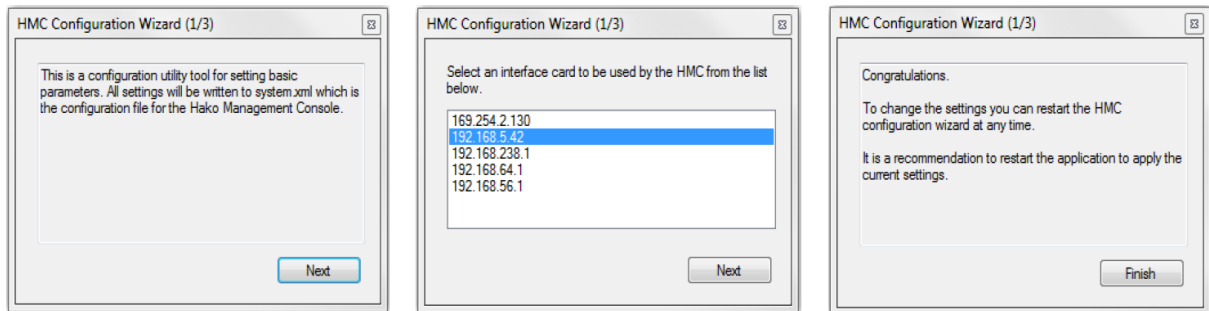 HMC Configuration Wizard (1/3)
This is a configuration utility tool for setting basic
parameters. All settings will be written to system.xml which is
the configuration file for the Hako Management Console.
Next
HMC Configuration Wizard (1/3)
Select an interface card to be used by the HMC from the list
below.
169.254.2.130
192.168.5.42
192.168.238.1
192.168.64.1
192.168.56.1
Next
HMC Configuration Wizard (1/3)
Congratulations.
To change the settings you can restart the HMC
configuration wizard at any time.
It is a recommendation to restart the application to apply the
current settings.
Finish